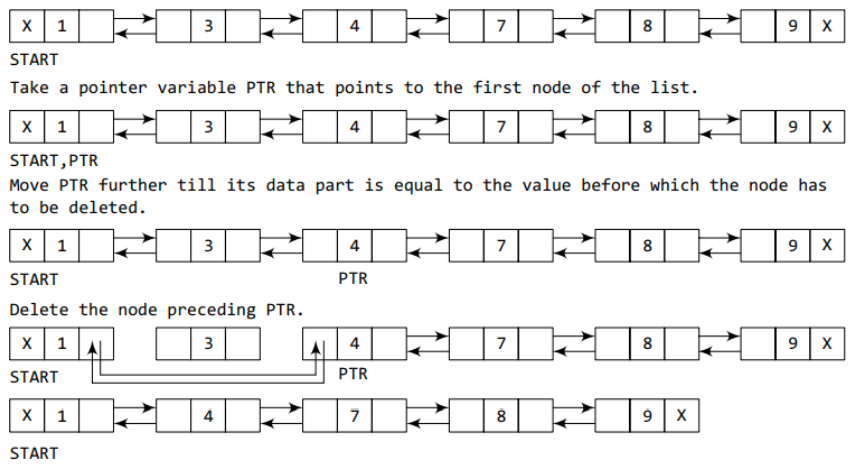 X 1 3 4 7 8 9 X
START
Take a pointer variable PTR that points to the first node of the list.
X 1 3 4 7 8 9 X
START,PTR
Move PTR further till its data part is equal to the value before which the node has
to be deleted.
X 1 3 4 7 8 9 X
START PTR
Delete the node preceding PTR.
X 1 3 4 7 8 9 X
START PTR
X 1 4 7 8 9 X
START